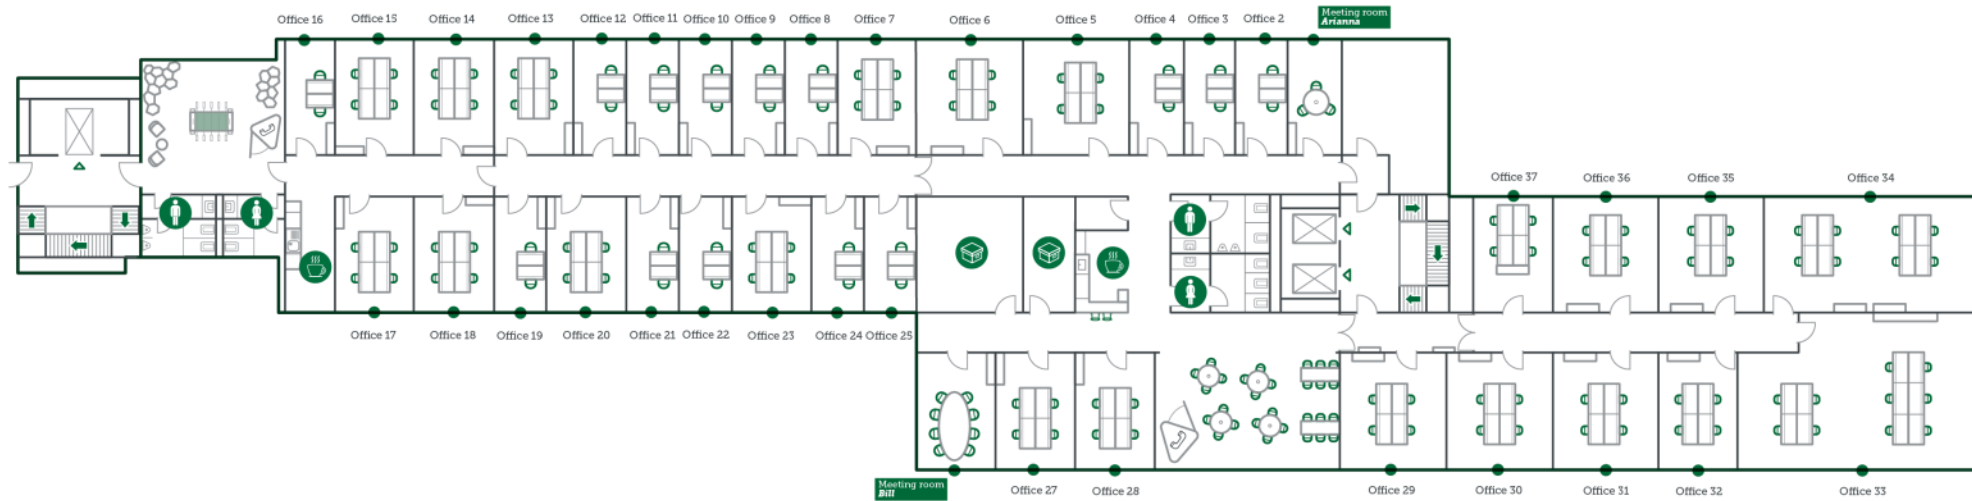 Office 16
Office 15
Office 14
Office 13
Office 12
Office 11
Office 10
Office 9
Office 8
Office 7
Office 6
Office 5
Office 4
Office 3
Office 2
Meeting room
Arianna
Office 37
Office 36
Office 35
Office 34
Office 17
Office 18
Office 19
Office 20
Office 21
Office 22
Office 23
Office 24
Office 25
Meeting room
Bill
Office 27
Office 28
Office 29
Office 30
Office 31
Office 32
Office 33